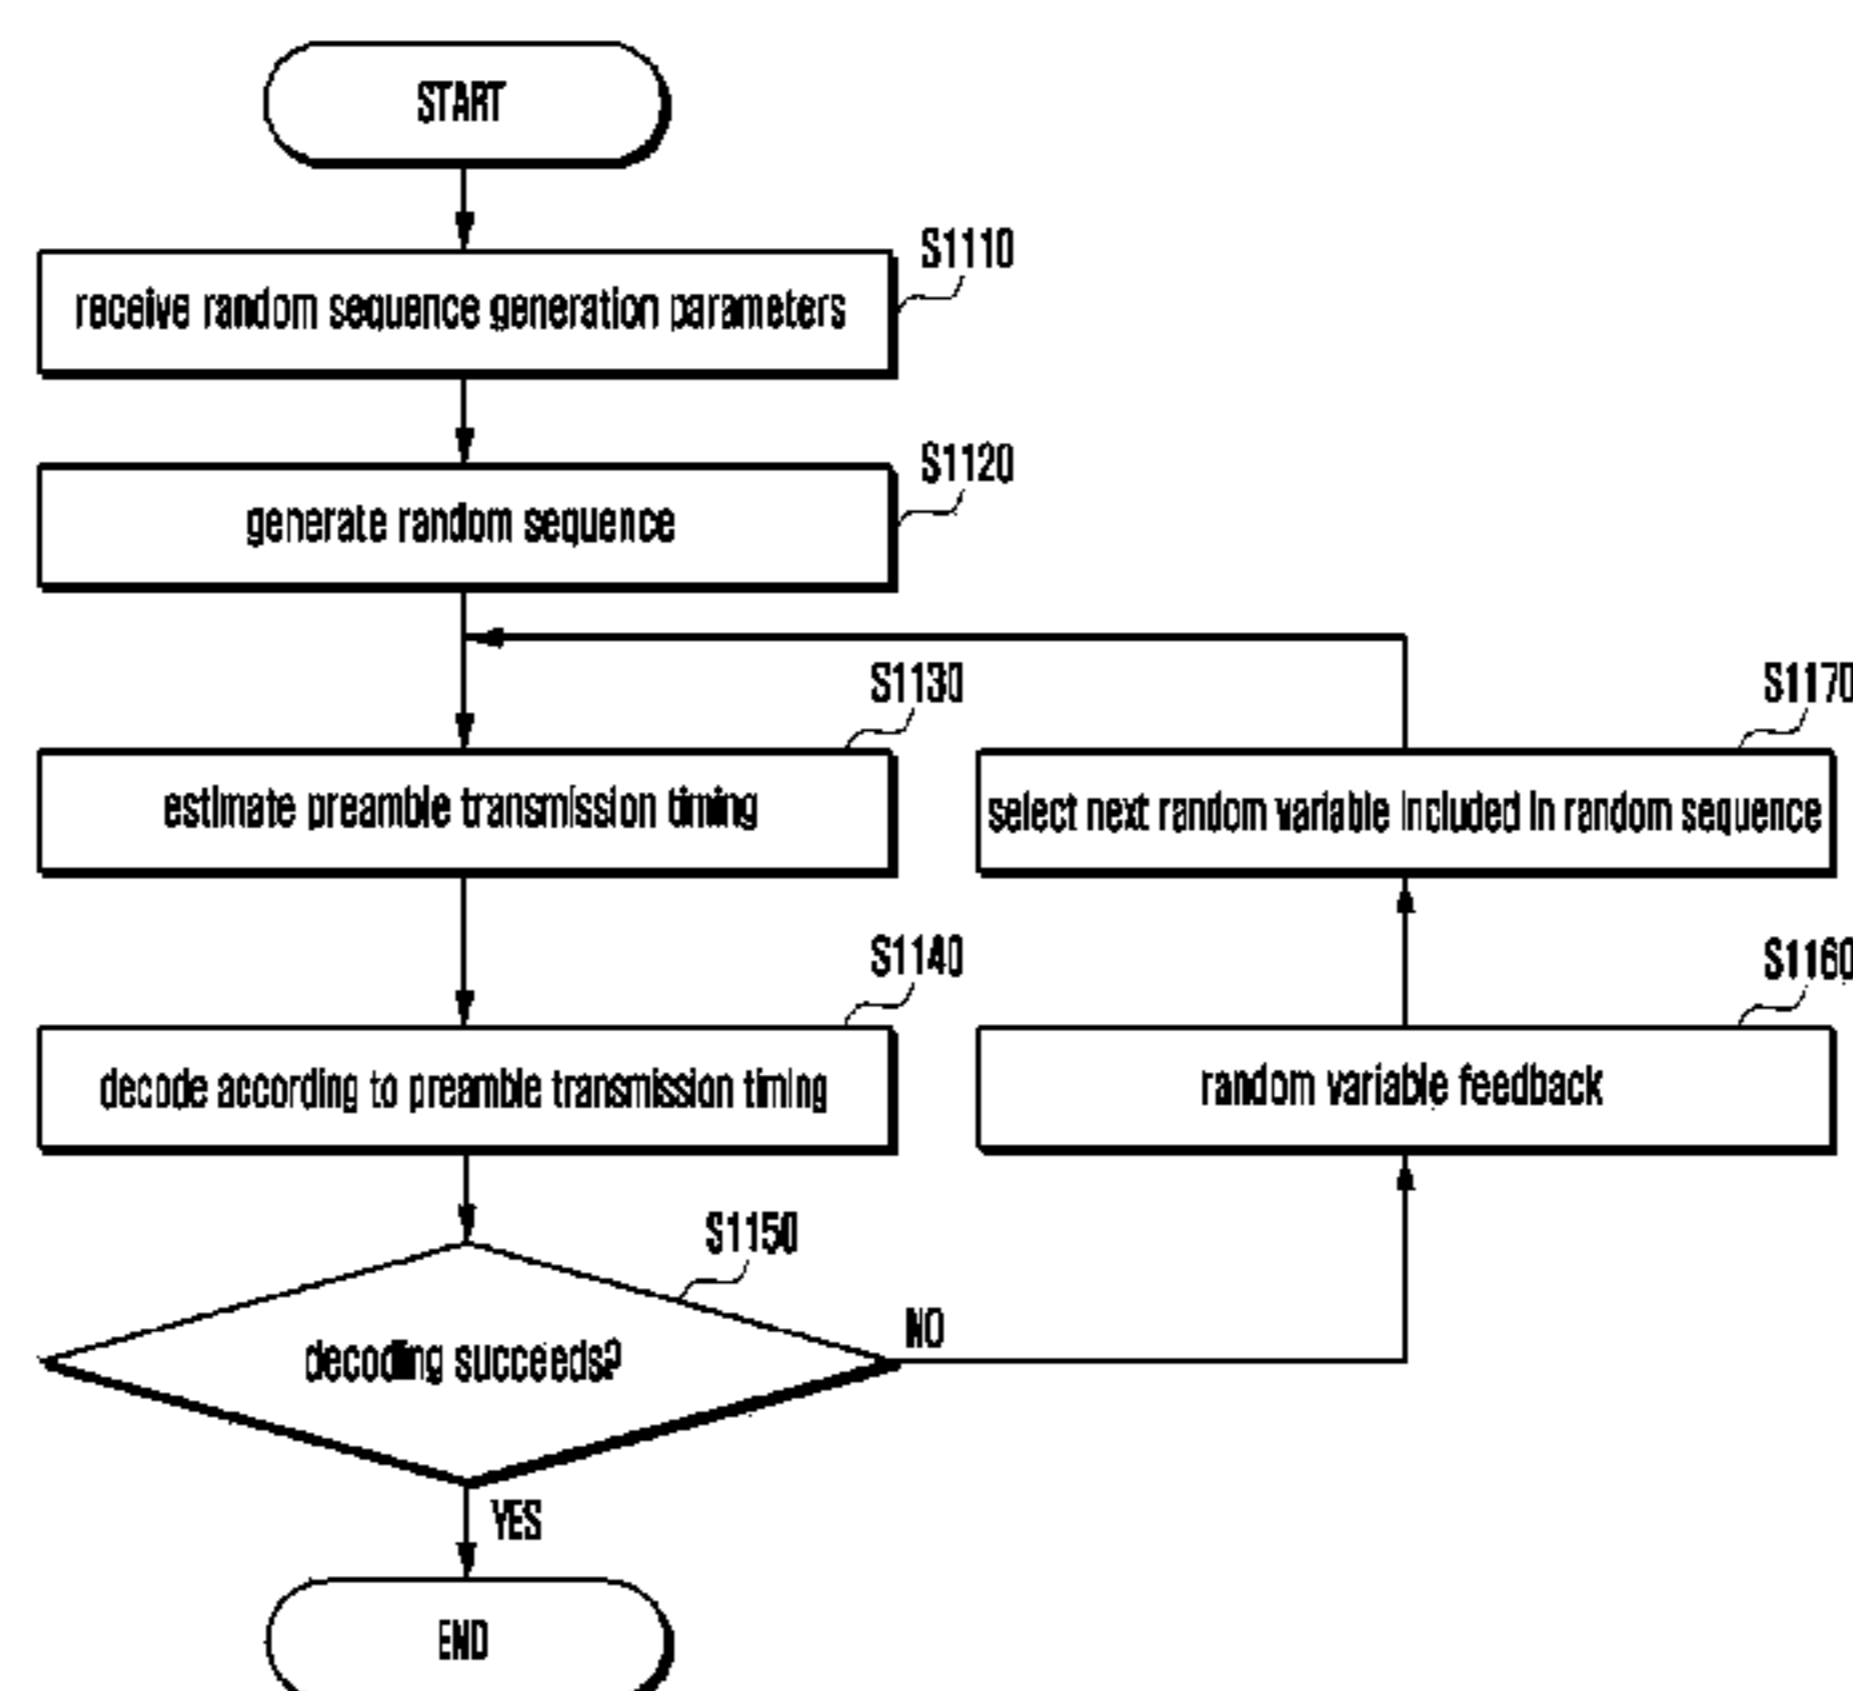 START
S1110
receive random sequence generation parameters
S1120
generate random sequence
S1130
estimate preamble transmission timing
S1170
select next random variable included in random sequence
S1140
decode according to preamble transmission timing
S1160
random variable feedback
S1150
decoding succeeds?
NO
YES
END